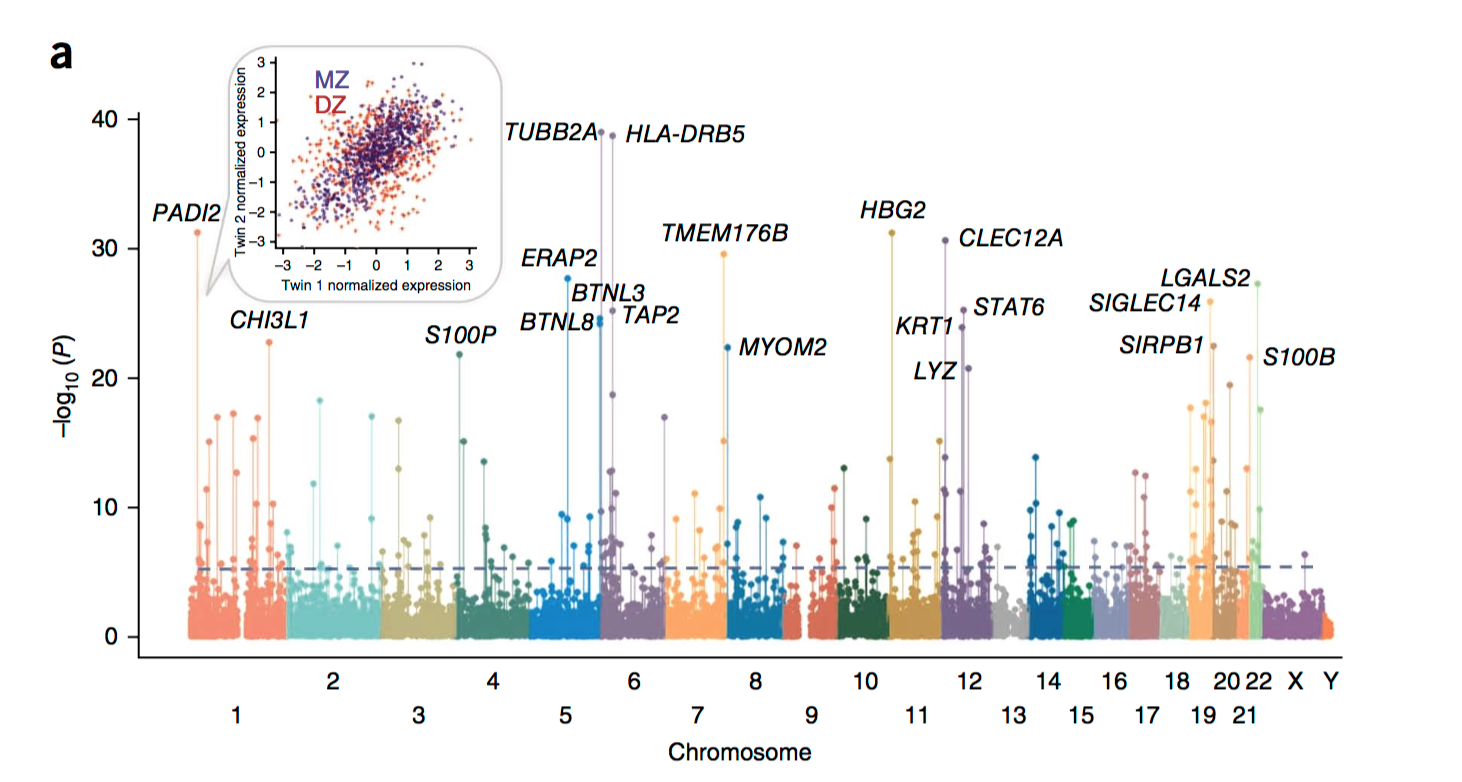 a
MZ
DZ
3
2
1
0
–1
–2
–3
Twin 2 normalized expression
–3 –2 –1 0 1 2 3
Twin 1 normalized expression
40
30
20
10
0
–log10 (P)
PADI2
CHI3L1
S100P
TUBB2A
HLA-DRB5
ERAP2
BTNL3
BTNL8
TAP2
TMEM176B
MYOM2
HBG2
CLEC12A
STAT6
KRT1
LYZ
LGALS2
SIGLEC14
SIRPB1
S100B
2 4 6 8 10 12 14 16 18 20 22 X Y
1 3 5 7 9 11 13 15 17 19 21
Chromosome